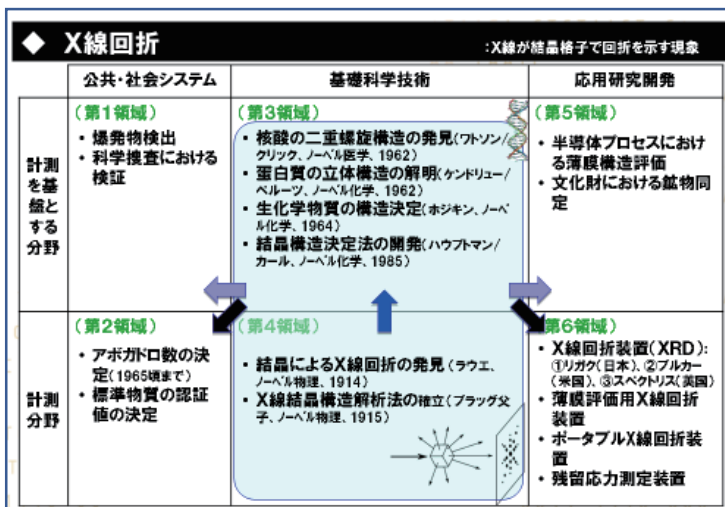 ◆ X線回折
:X線が結晶格子で回折を示す現象
公共・社会システム
基礎科学技術
応用研究開発
計測
を基
盤と
する
分野
(第1領域)
・ 爆発物検出
・ 科学捜査における
検証
(第3領域)
・ 核酸の二重螺旋構造の発見(ワトソン/
クリック、ノーベル医学、1962)
・ 蛋白質の立体構造の解明(ケンドリュー/
ペルーツ、ノーベル化学、1962)
・ 生化学物質の構造決定(ホジキン、ノーベ
ル化学、1964)
・ 結晶構造決定法の開発(ハウプトマン/
カール、ノーベル化学、1985)
(第5領域)
・ 半導体プロセスにおけ
る薄膜構造評価
・ 文化財における鉱物同
定
計測
分野
(第2領域)
・ アボガドロ数の決
定(1965頃まで)
・ 標準物質の認証
値の決定
(第4領域)
・ 結晶によるX線回折の発見(ラウエ、
ノーベル物理、1914)
・ X線結晶構造解析法の確立(ブラッグ父
子、ノーベル物理、1915)
(第6領域)
・ X線回折装置(XRD):
①リガク(日本)、②ブルカー
(米国)、③スペクトリス(英国)
・ 薄膜評価用X線回折
装置
・ ポータブルX線回折装
置
・ 残留応力測定装置